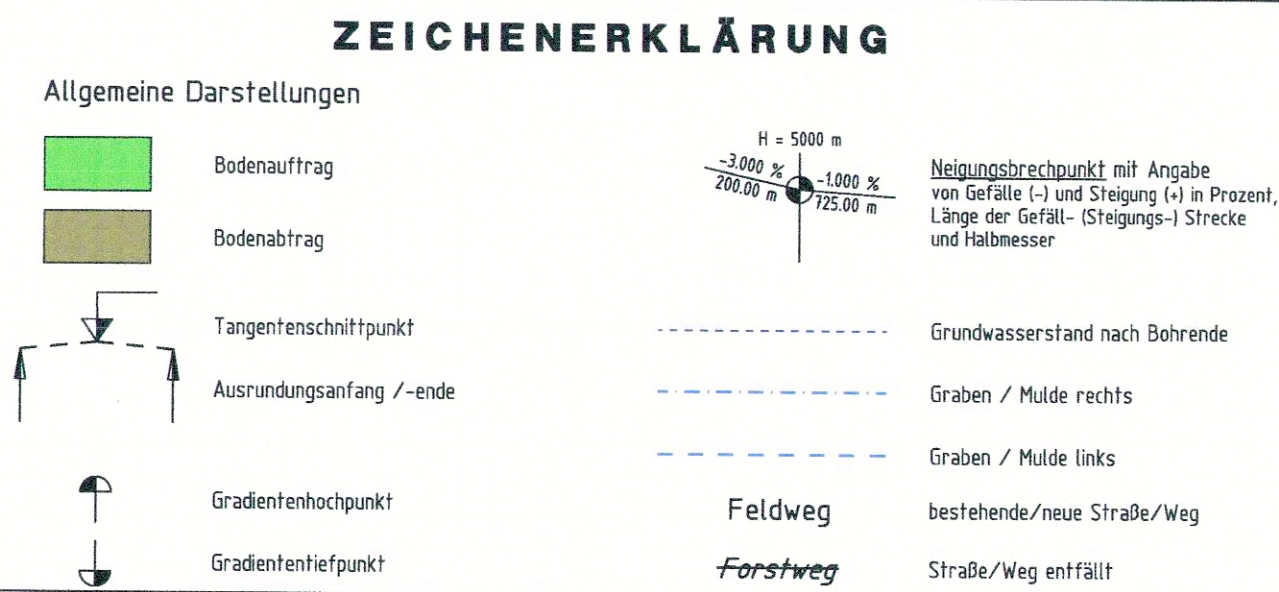 ZEICHENERKLÄRUNG
Allgemeine Darstellungen
Bodenauftrag
Bodenabtrag
Tangentenschnittpunkt
Ausrundungsanfang /-ende
Gradientenhochpunkt
Gradiententiefpunkt
H = 5000 m
-3.000 %
200.00 m
-1.000 %
725.00 m
Neigungsbrechpunkt mit Angabe
von Gefälle (-) und Steigung (+) in Prozent,
Länge der Gefäll- (Steigungs-) Strecke
und Halbmesser
Grundwasserstand nach Bohrende
Graben / Mulde rechts
Graben / Mulde links
Feldweg
bestehende/neue Straße/Weg
Forstweg
Straße/Weg entfällt